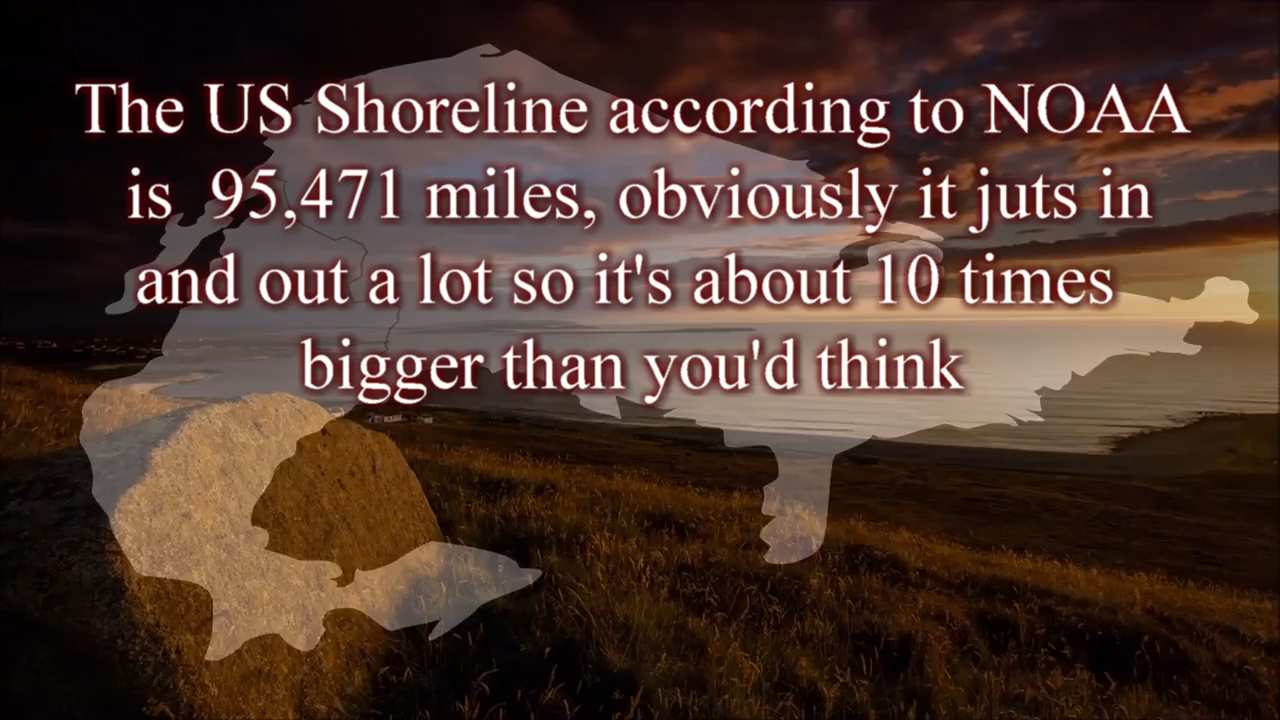 The US Shoreline according to NOAA
is  95,471 miles, obviously it juts in
and out a lot so it's about 10 times
bigger than you'd think